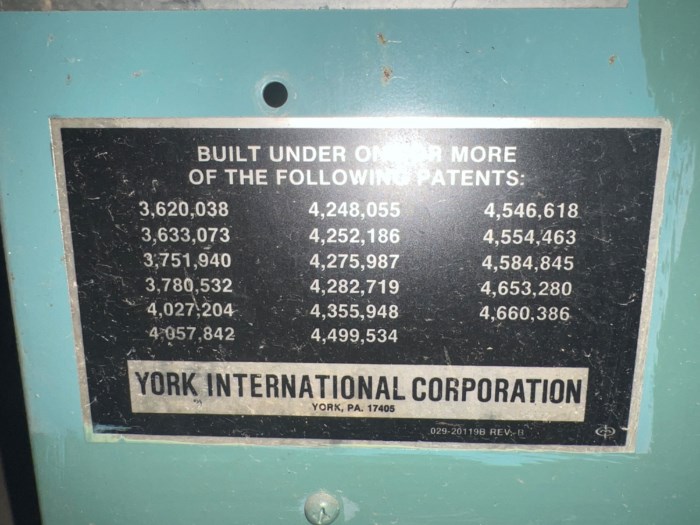 BUILT UNDER ONE OR MORE
OF THE FOLLOWING PATENTS:
3,620,038 4,248,055 4,546,618
3,633,073 4,252,186 4,554,463
3,751,940 4,275,987 4,584,845
3,780,532 4,282,719 4,653,280
4,027,204 4,355,948 4,660,386
4,057,842 4,499,534
YORK INTERNATIONAL CORPORATION
YORK, PA. 17405
029-20119B REV.-B